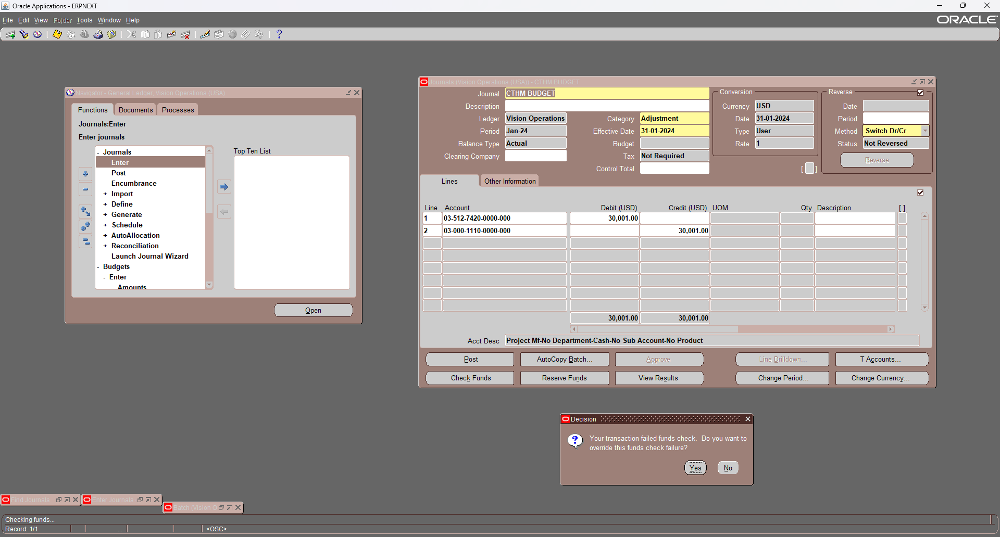 Oracle Applications - ERPNEXT
File Edit View Folder Tools Window Help
ORACLE
Navigator - General Ledger, Vision Operations (USA)
Functions Documents Processes
Journals:Enter
Enter journals
- Journals
Enter
Post
Encumbrance
+ Import
+ Define
+ Generate
+ Schedule
+ AutoAllocation
+ Reconciliation
Launch Journal Wizard
- Budgets
- Enter
Amounts
Top Ten List
Open
Journals (Vision Operations (USA)) - CTHM BUDGET
Journal CTHM BUDGET
Description
Ledger Vision Operations Category Adjustment
Period Jan-24 Effective Date 31-01-2024
Balance Type Actual Budget
Clearing Company Tax Not Required
Control Total
Conversion
Currency USD
Date 31-01-2024
Type User
Rate 1
Reverse
Date
Period
Method Switch Dr/Cr
Status Not Reversed
Reverse
[ ]
Lines Other Information
Line Account Debit (USD) Credit (USD) UOM Qty Description [ ]
1 03-512-7420-0000-000 30,001.00
2 03-000-1110-0000-000 30,001.00
30,001.00 30,001.00
Acct Desc Project Mf-No Department-Cash-No Sub Account-No Product
Post AutoCopy Batch... Approve Line Drilldown... T Accounts...
Check Funds Reserve Funds View Results Change Period... Change Currency...
Decision
Your transaction failed funds check. Do you want to
override this funds check failure?
Yes No
Find Journals Enter Journals
Batch (Vision O
Checking funds...
Record: 1/1 ... <OSC>